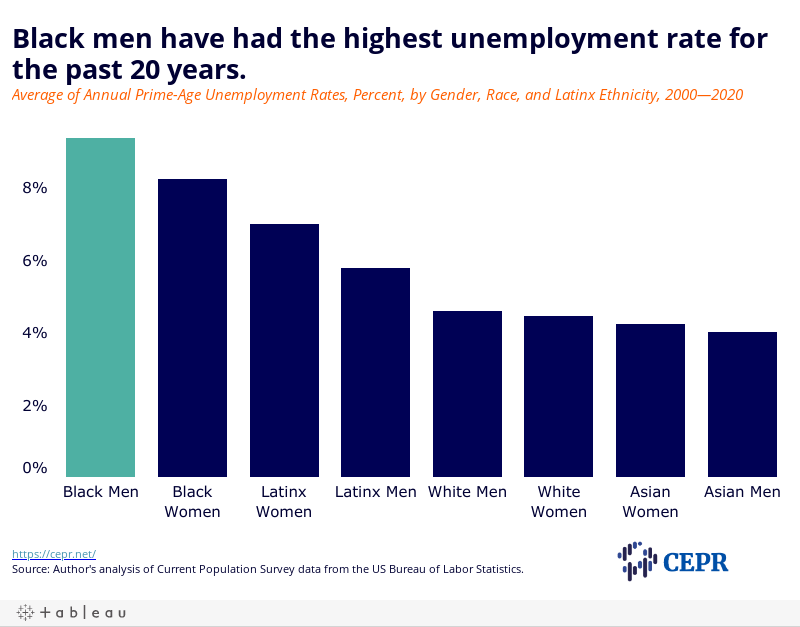 Black men have had the highest unemployment rate for
the past 20 years.
Average of Annual Prime-Age Unemployment Rates, Percent, by Gender, Race, and Latinx Ethnicity, 2000—2020
8%
6%
4%
2%
0%
Black Men
Black
Women
Latinx
Women
Latinx Men
White Men
White
Women
Asian
Women
Asian Men
https://cepr.net/
Source: Author's analysis of Current Population Survey data from the US Bureau of Labor Statistics.
CEPR
+ a b l e a u